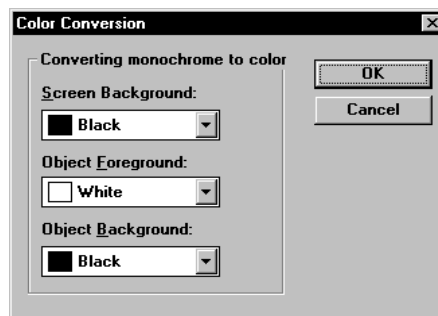 Color Conversion
Converting monochrome to color
Screen Background:
Black
Object Foreground:
White
Object Background:
Black
OK
Cancel